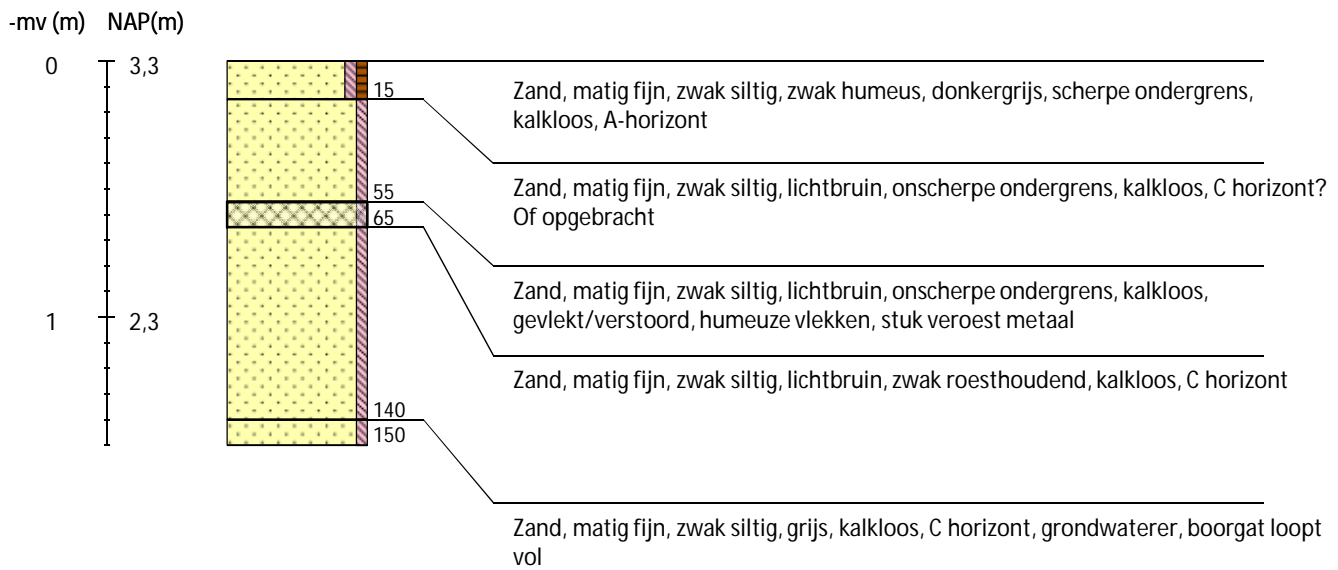 -mv (m) NAP(m)
0 3,3
15
Zand, matig fijn, zwak siltig, zwak humeus, donkergrijs, scherpe ondergrens,
kalkloos, A-horizont
55
Zand, matig fijn, zwak siltig, lichtbruin, onscherpe ondergrens, kalkloos, C horizont?
Of opgebracht
65
Zand, matig fijn, zwak siltig, lichtbruin, onscherpe ondergrens, kalkloos,
gevlekt/verstoord, humeuze vlekken, stuk veroest metaal
1 2,3
Zand, matig fijn, zwak siltig, lichtbruin, zwak roesthoudend, kalkloos, C horizont
140
150
Zand, matig fijn, zwak siltig, grijs, kalkloos, C horizont, grondwaterer, boorgat loopt
vol